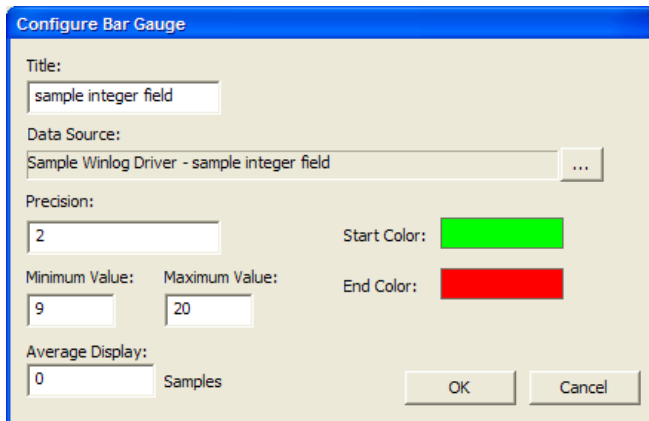 Configure Bar Gauge
Title:
sample integer field
Data Source:
Sample Winlog Driver - sample integer field
...
Precision:
2
Start Color:
Minimum Value: Maximum Value:
End Color:
9 20
Average Display:
0 Samples
OK Cancel